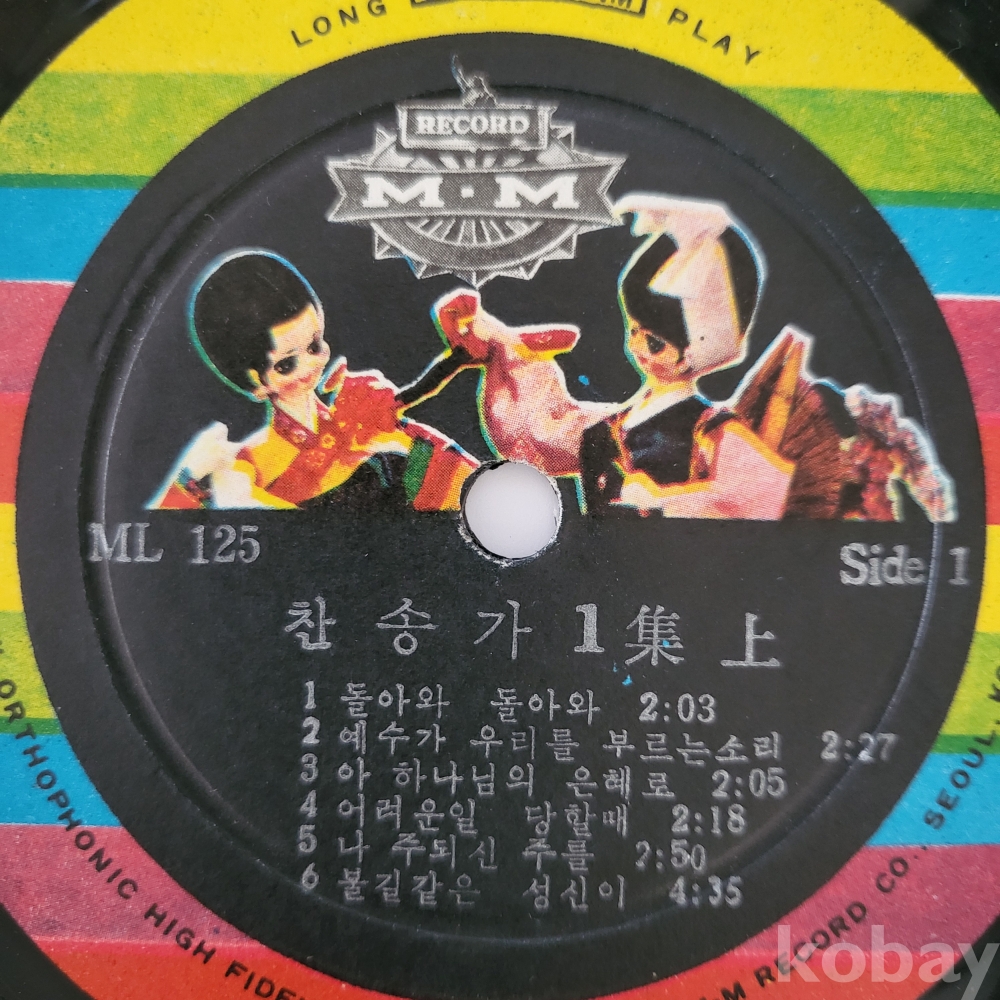 LONG PLAY
RECORD
M·M
ML 125
Side 1
찬송가 1集 上
1 돌아와 돌아와 2:03
2 예수가 우리를 부르는소리 2:27
3 아 하나님의 은혜로 2:05
4 어려운일 당할때 2:18
5 나 주되신 주를 2:50
6 불길같은 성신이 4:35
ORTHOPHONIC HIGH FIDE
M RECORD CO., SEOUL, KO
kobay